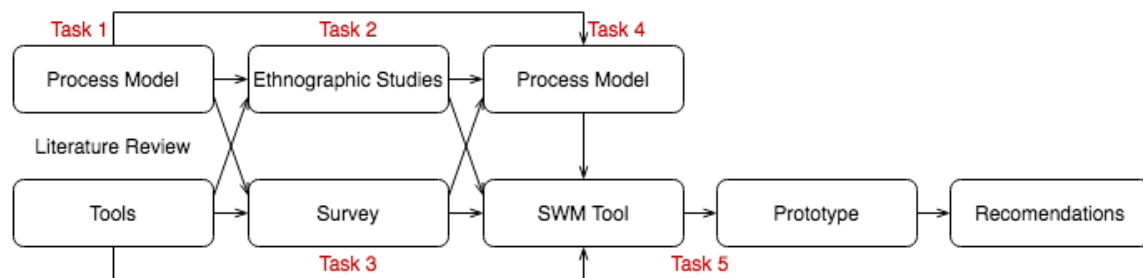 Task 1
Task 2
Task 4
Process Model
Ethnographic Studies
Process Model
Literature Review
Tools
Survey
SWM Tool
Prototype
Recomendations
Task 3
Task 5